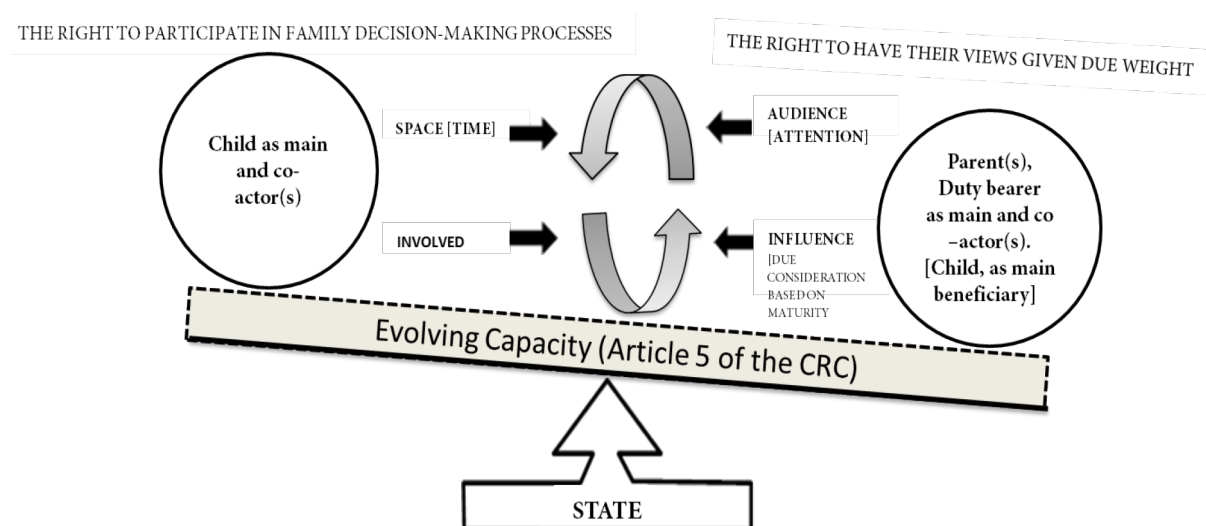 THE RIGHT TO PARTICIPATE IN FAMILY DECISION-MAKING PROCESSES
THE RIGHT TO HAVE THEIR VIEWS GIVEN DUE WEIGHT
Child as main
and co-
actor(s)
SPACE [TIME]
INVOLVED
AUDIENCE
[ATTENTION]
INFLUENCE
[DUE
CONSIDERATION
BASED ON
MATURITY
Parent(s),
Duty bearer
as main and co
–actor(s).
[Child, as main
beneficiary]
Evolving Capacity (Article 5 of the CRC)
STATE